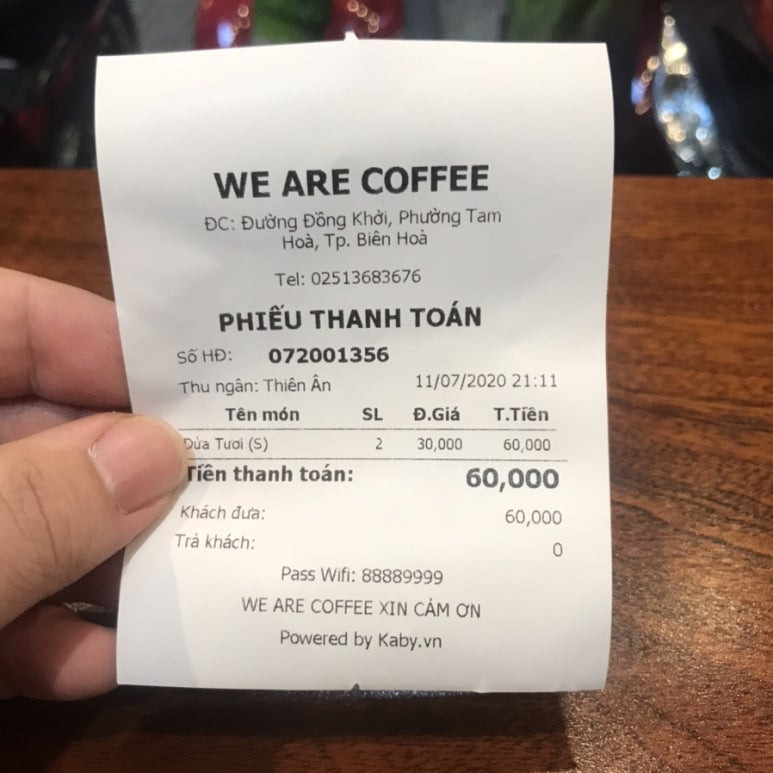 WE ARE COFFEE
ĐC: Đường Đồng Khởi, Phường Tam
Hoà, Tp. Biên Hoà
Tel: 02513683676
PHIẾU THANH TOÁN
Số HĐ: 072001356
Thu ngân: Thiên Ân 11/07/2020 21:11
Tên món SL Đ.Giá T.Tiền
Dừa Tươi (S) 2 30,000 60,000
Tiền thanh toán: 60,000
Khách đưa: 60,000
Trả khách: 0
Pass Wifi: 88889999
WE ARE COFFEE XIN CẢM ƠN
Powered by Kaby.vn